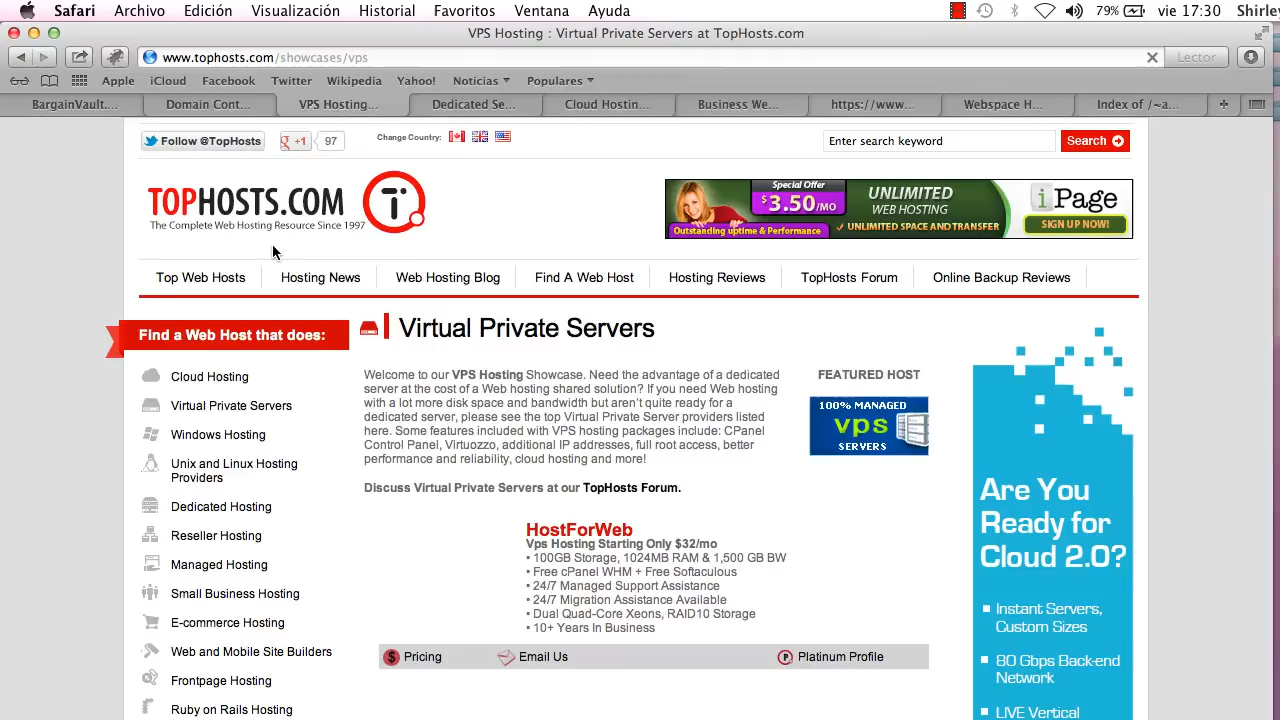 Safari Archivo Edición Visualización Historial Favoritos Ventana Ayuda 79% vie 17:30 Shirley
VPS Hosting : Virtual Private Servers at TopHosts.com
www.tophosts.com/showcases/vps Lector
Apple iCloud Facebook Twitter Wikipedia Yahoo! Noticias Populares
BargainVault... Domain Cont... VPS Hosting... Dedicated Se... Cloud Hostin... Business We... https://www... Webspace H... Index of /~a...
Follow @TopHosts
g +1 97
Change Country:
Enter search keyword
Search
TOPHOSTS.COM
The Complete Web Hosting Resource Since 1997
Special Offer
$3.50/MO
Outstanding uptime & Performance
UNLIMITED
WEB HOSTING
✓ UNLIMITED SPACE AND TRANSFER
iPage
SIGN UP NOW!
Top Web Hosts Hosting News Web Hosting Blog Find A Web Host Hosting Reviews TopHosts Forum Online Backup Reviews
Find a Web Host that does:
Cloud Hosting
Virtual Private Servers
Windows Hosting
Unix and Linux Hosting
Providers
Dedicated Hosting
Reseller Hosting
Managed Hosting
Small Business Hosting
E-commerce Hosting
Web and Mobile Site Builders
Frontpage Hosting
Ruby on Rails Hosting
Virtual Private Servers
Welcome to our VPS Hosting Showcase. Need the advantage of a dedicated
server at the cost of a Web hosting shared solution? If you need Web hosting
with a lot more disk space and bandwidth but aren't quite ready for a
dedicated server, please see the top Virtual Private Server providers listed
here. Some features included with VPS hosting packages include: CPanel
Control Panel, Virtuozzo, additional IP addresses, full root access, better
performance and reliability, cloud hosting and more!
Discuss Virtual Private Servers at our TopHosts Forum.
FEATURED HOST
100% MANAGED
vps
SERVERS
HostForWeb
Vps Hosting Starting Only $32/mo
• 100GB Storage, 1024MB RAM & 1,500 GB BW
• Free cPanel WHM + Free Softaculous
• 24/7 Managed Support Assistance
• 24/7 Migration Assistance Available
• Dual Quad-Core Xeons, RAID10 Storage
• 10+ Years In Business
Pricing Email Us Platinum Profile
Are You
Ready for
Cloud 2.0?
Instant Servers,
Custom Sizes
80 Gbps Back-end
Network
LIVE Vertical